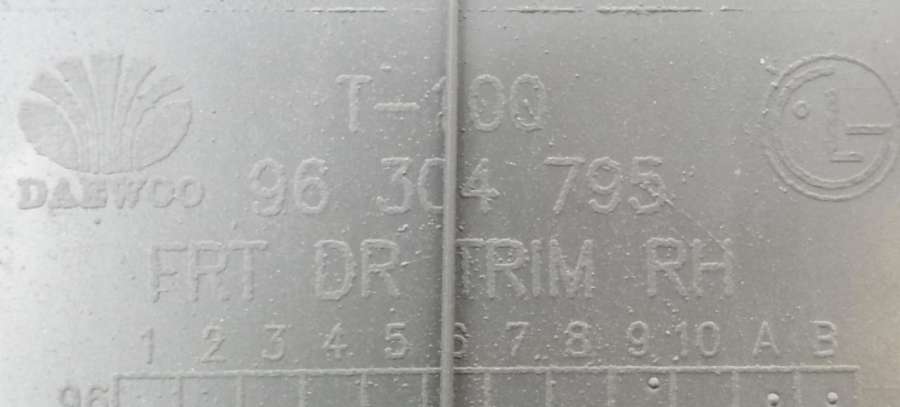 T-100
DAEWOO 96 304 795
FRT DR TRIM RH
1 2 3 4 5 6 7 8 9 10 A B
96